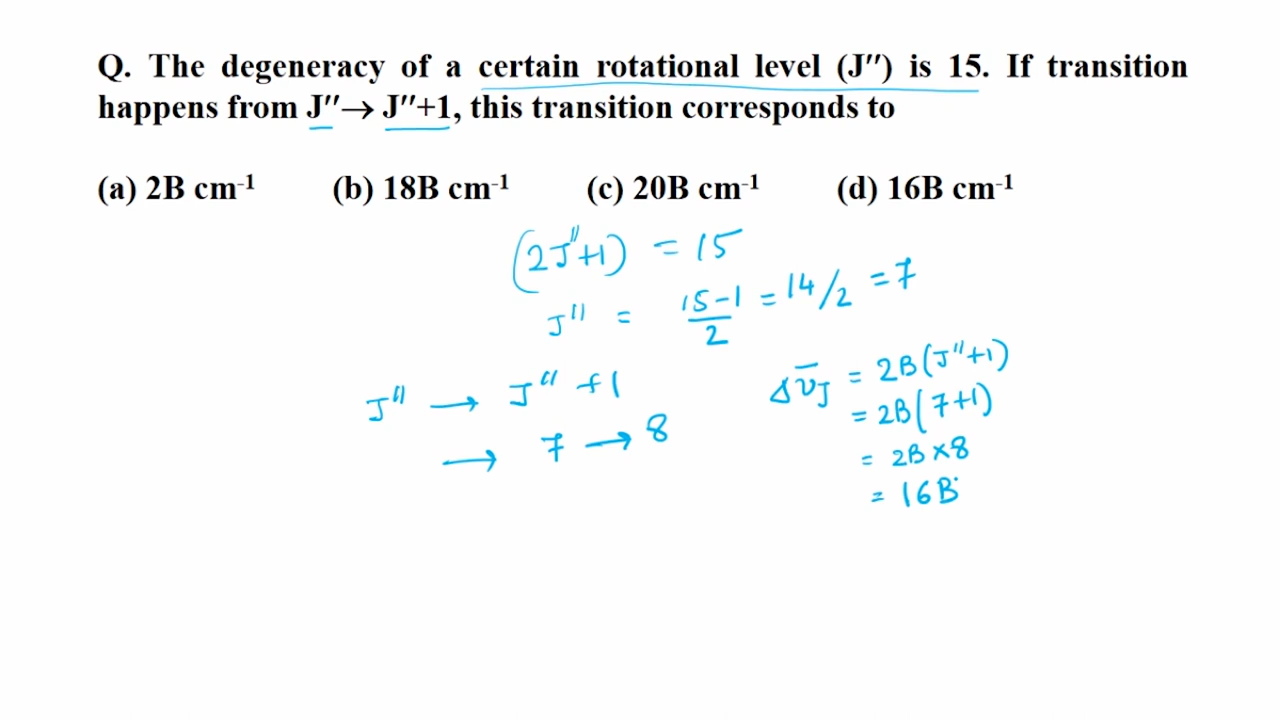 Q. The degeneracy of a certain rotational level (J′′) is 15. If transition
happens from J′′→ J′′+1, this transition corresponds to
(a) 2B cm⁻¹ (b) 18B cm⁻¹ (c) 20B cm⁻¹ (d) 16B cm⁻¹
(2J′′+1) = 15
J′′ = (15-1)/2 = 14/2 = 7
J′′ → J′′+1
→ 7 → 8
Δν̄J = 2B(J′′+1)
= 2B(7+1)
= 2B×8
= 16B